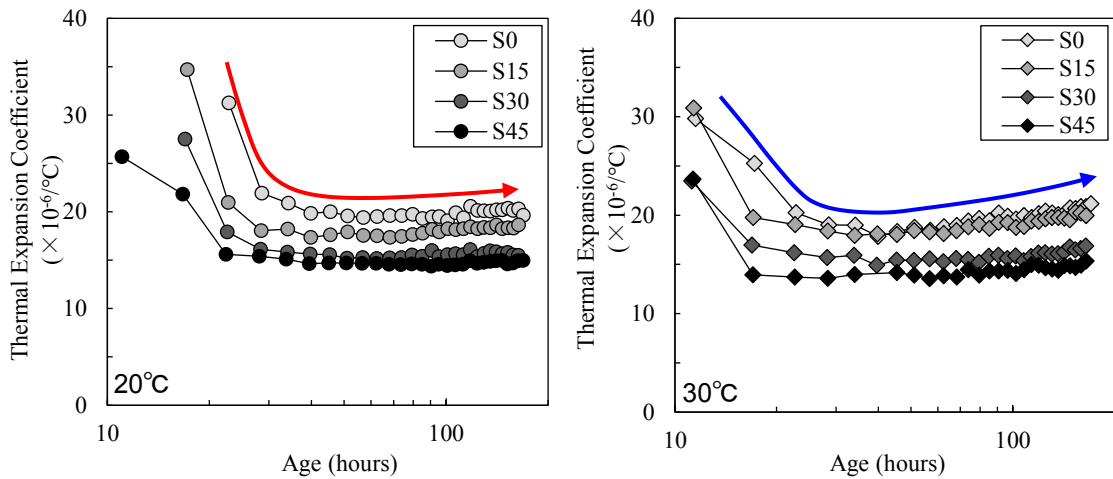 Thermal Expansion Coefficient
(×10⁻⁶/℃)
40
30
20
10
0
S0
S15
S30
S45
20℃
10
100
Age (hours)
Thermal Expansion Coefficient
(×10⁻⁶/℃)
40
30
20
10
0
S0
S15
S30
S45
30℃
10
100
Age (hours)